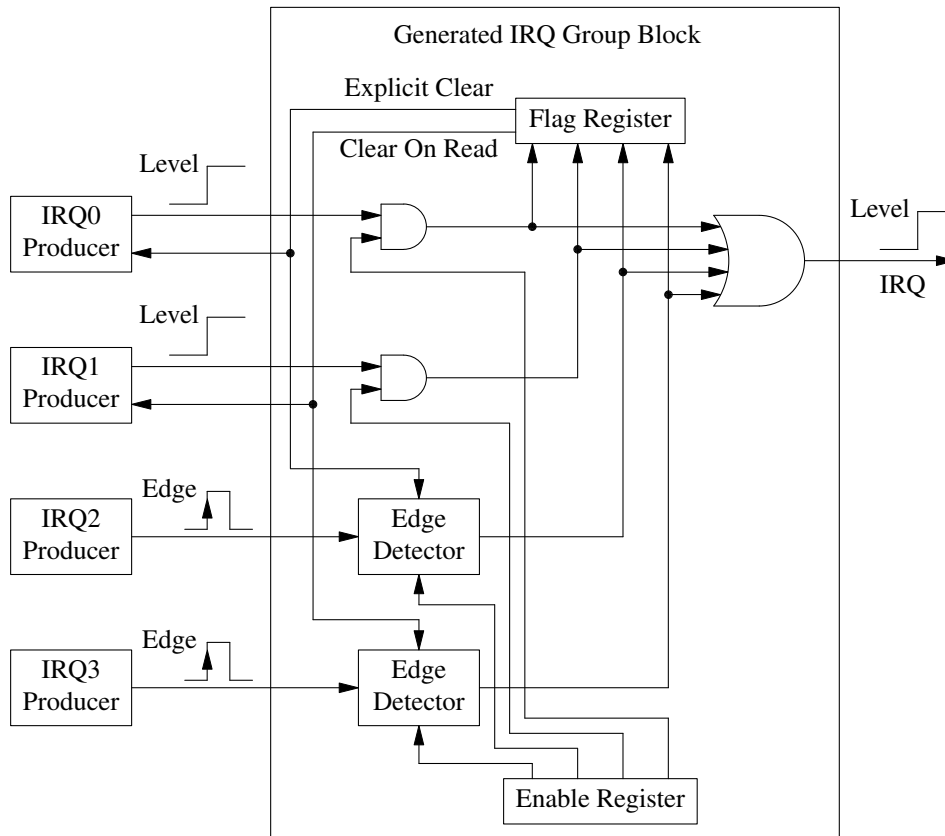 Generated IRQ Group Block
Explicit Clear
Flag Register
Clear On Read
Level
IRQ0
Producer
Level
IRQ
Level
IRQ1
Producer
Edge
IRQ2
Producer
Edge
Detector
Edge
IRQ3
Producer
Edge
Detector
Enable Register